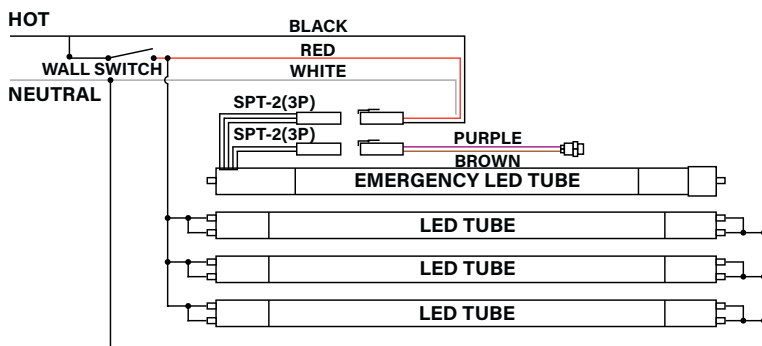 HOT
BLACK
RED
WALL SWITCH
WHITE
NEUTRAL
SPT-2(3P)
SPT-2(3P)
PURPLE
BROWN
EMERGENCY LED TUBE
LED TUBE
LED TUBE
LED TUBE